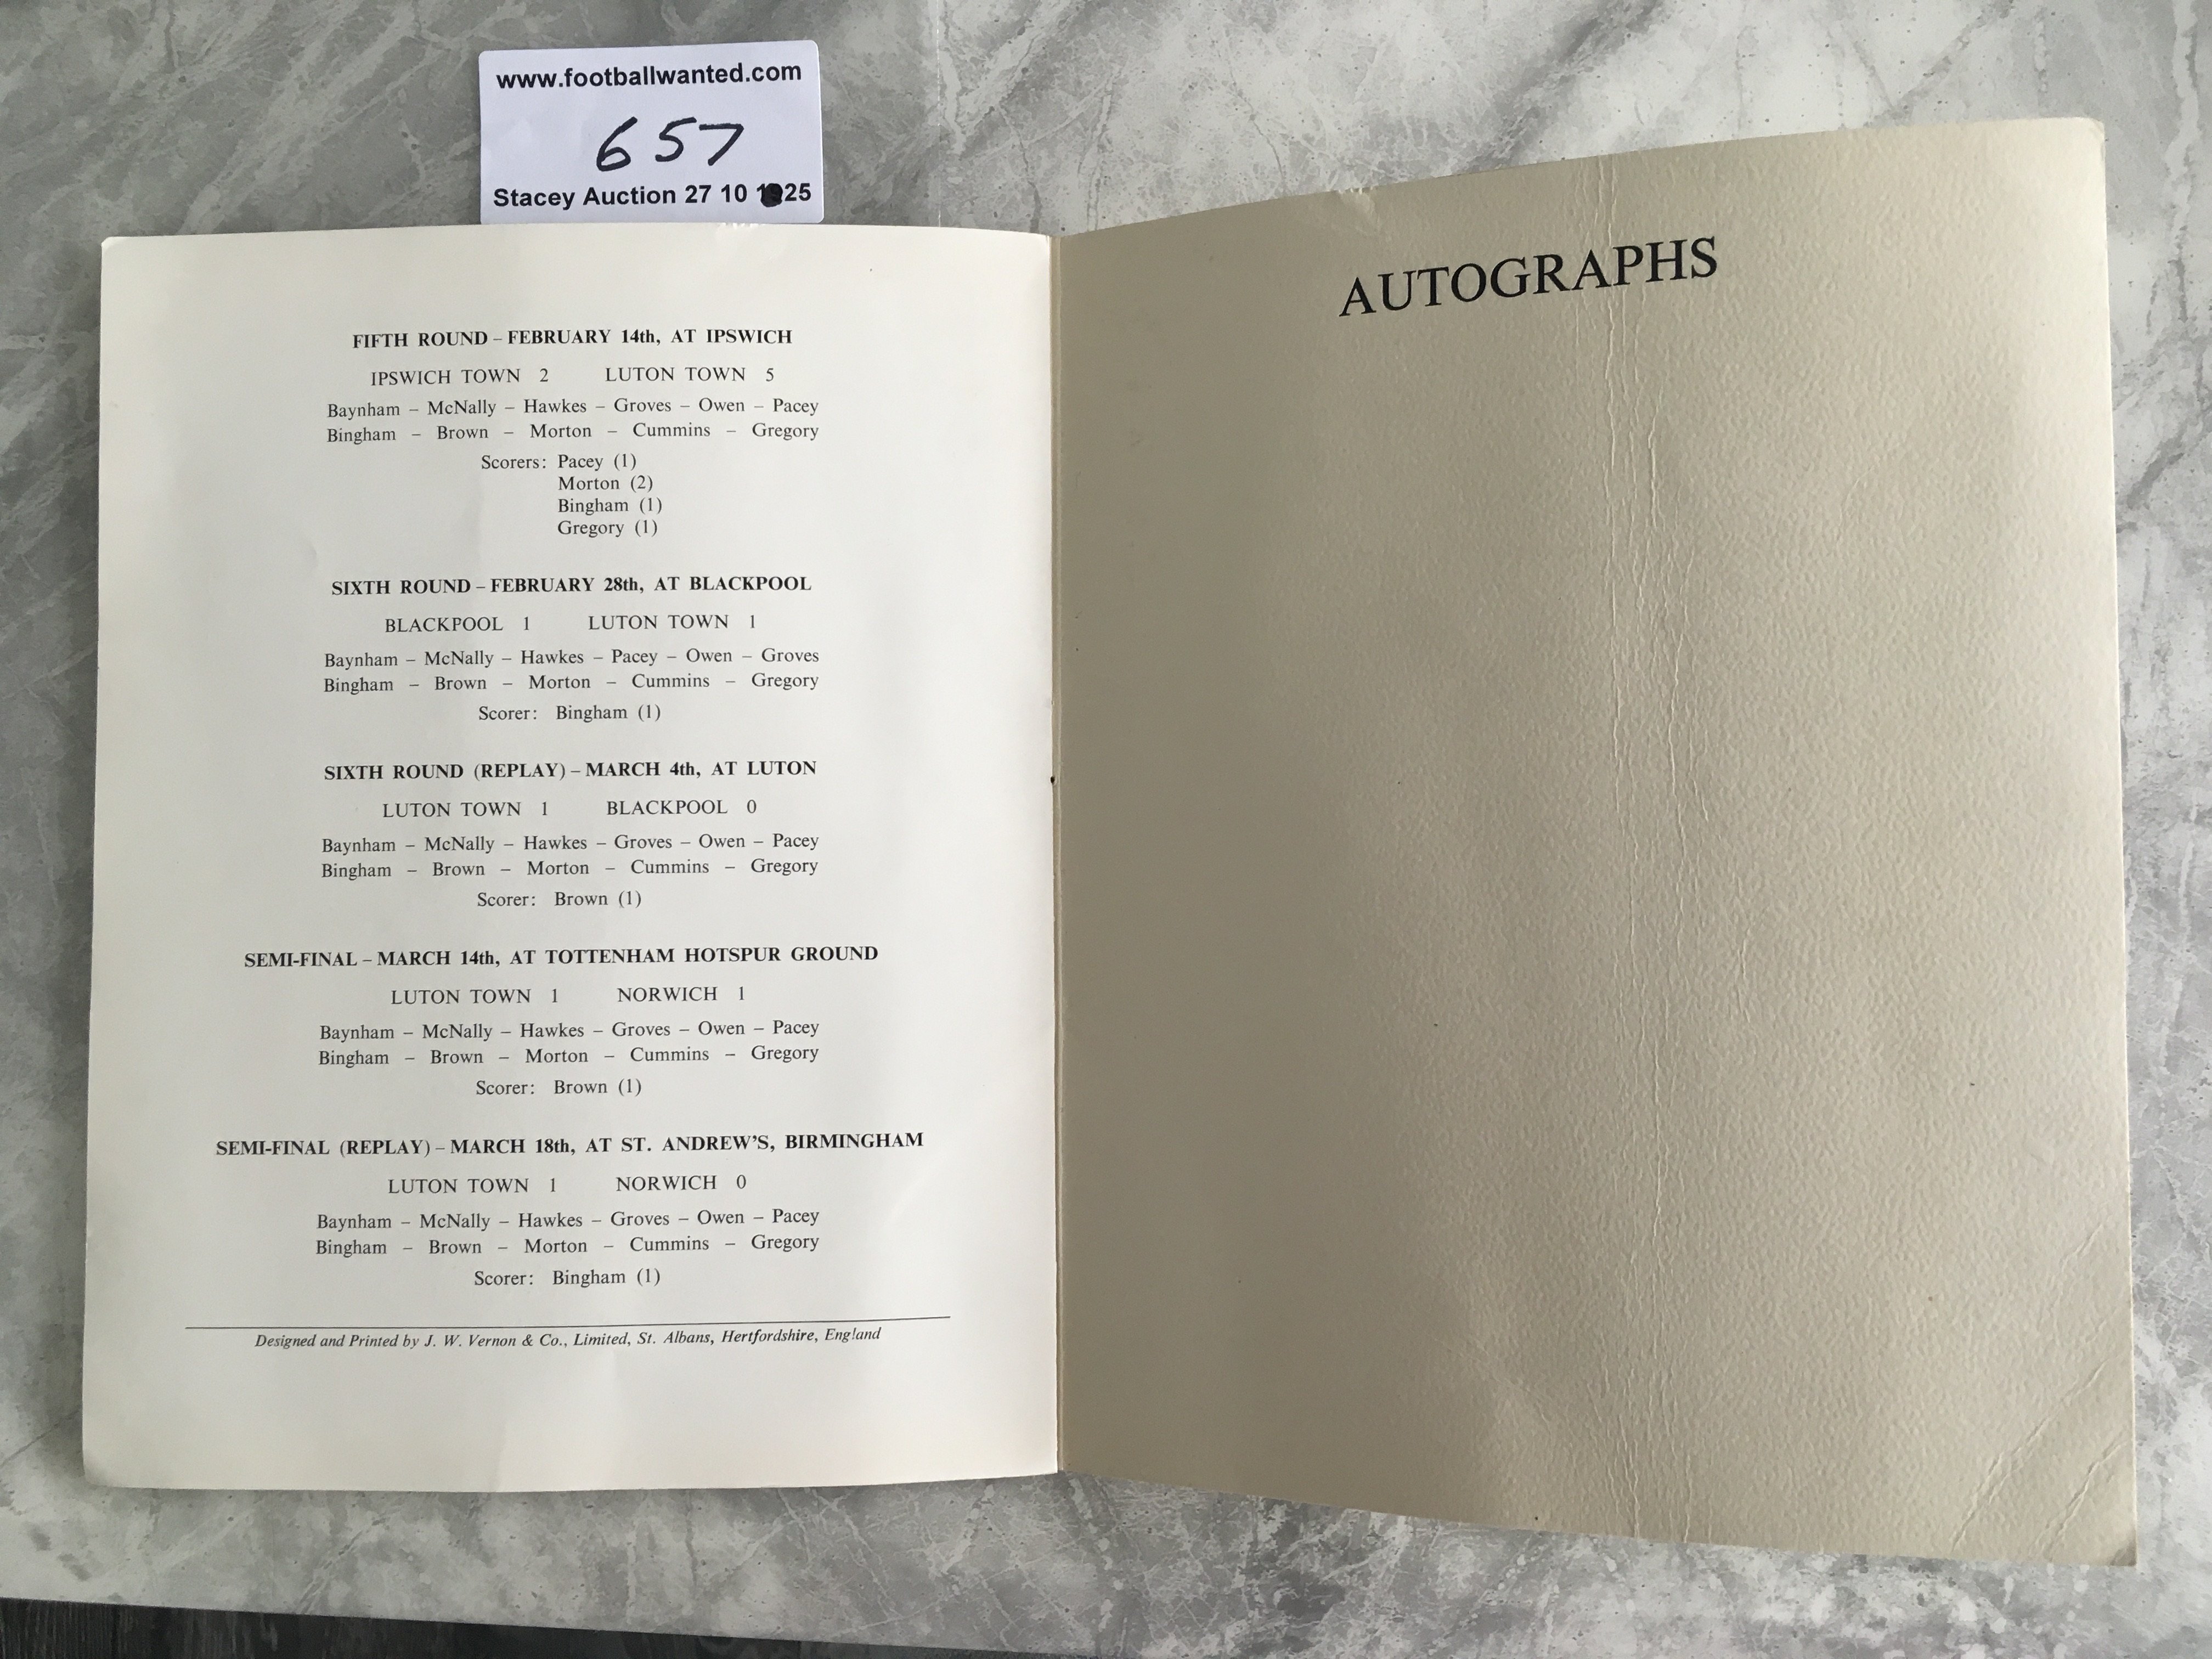 www.footballwanted.com
657
Stacey Auction 27 10 25
FIFTH ROUND – FEBRUARY 14th, AT IPSWICH
IPSWICH TOWN 2 LUTON TOWN 5
Baynham – McNally – Hawkes – Groves – Owen – Pacey
Bingham – Brown – Morton – Cummins – Gregory
Scorers: Pacey (1)
Morton (2)
Bingham (1)
Gregory (1)
SIXTH ROUND – FEBRUARY 28th, AT BLACKPOOL
BLACKPOOL 1 LUTON TOWN 1
Baynham – McNally – Hawkes – Pacey – Owen – Groves
Bingham – Brown – Morton – Cummins – Gregory
Scorer: Bingham (1)
SIXTH ROUND (REPLAY) – MARCH 4th, AT LUTON
LUTON TOWN 1 BLACKPOOL 0
Baynham – McNally – Hawkes – Groves – Owen – Pacey
Bingham – Brown – Morton – Cummins – Gregory
Scorer: Brown (1)
SEMI-FINAL – MARCH 14th, AT TOTTENHAM HOTSPUR GROUND
LUTON TOWN 1 NORWICH 1
Baynham – McNally – Hawkes – Groves – Owen – Pacey
Bingham – Brown – Morton – Cummins – Gregory
Scorer: Brown (1)
SEMI-FINAL (REPLAY) – MARCH 18th, AT ST. ANDREW'S, BIRMINGHAM
LUTON TOWN 1 NORWICH 0
Baynham – McNally – Hawkes – Groves – Owen – Pacey
Bingham – Brown – Morton – Cummins – Gregory
Scorer: Bingham (1)
Designed and Printed by J. W. Vernon & Co., Limited, St. Albans, Hertfordshire, England
AUTOGRAPHS